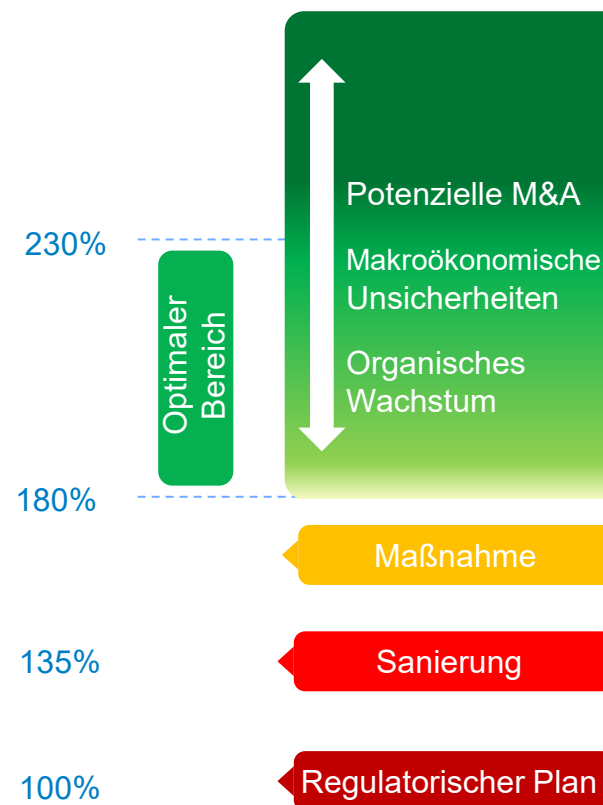 Potenzielle M&A
230%
Makroökonomische
Unsicherheiten
Optimaler
Bereich
Organisches
Wachstum
180%
Maßnahme
135%
Sanierung
100%
Regulatorischer Plan